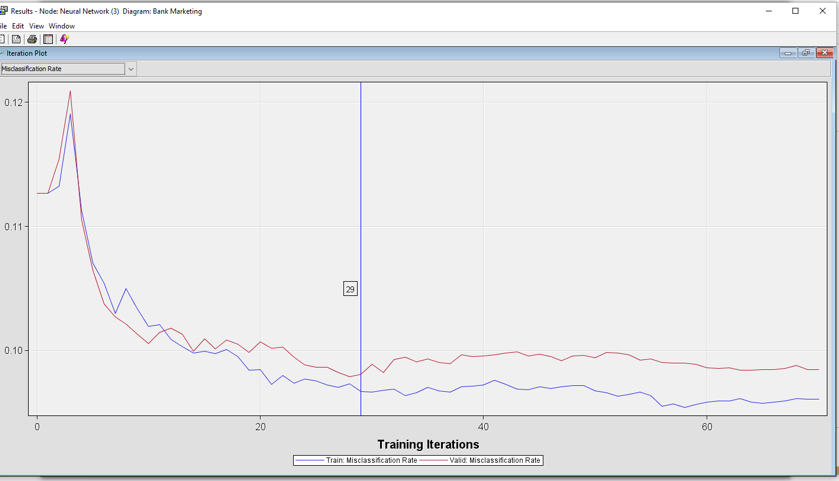 Results - Node: Neural Network (3) Diagram: Bank Marketing
ile Edit View Window
Iteration Plot
Misclassification Rate
0.12
0.11
29
0.10
0 20 40 60
Training Iterations
Train: Misclassification Rate Valid: Misclassification Rate